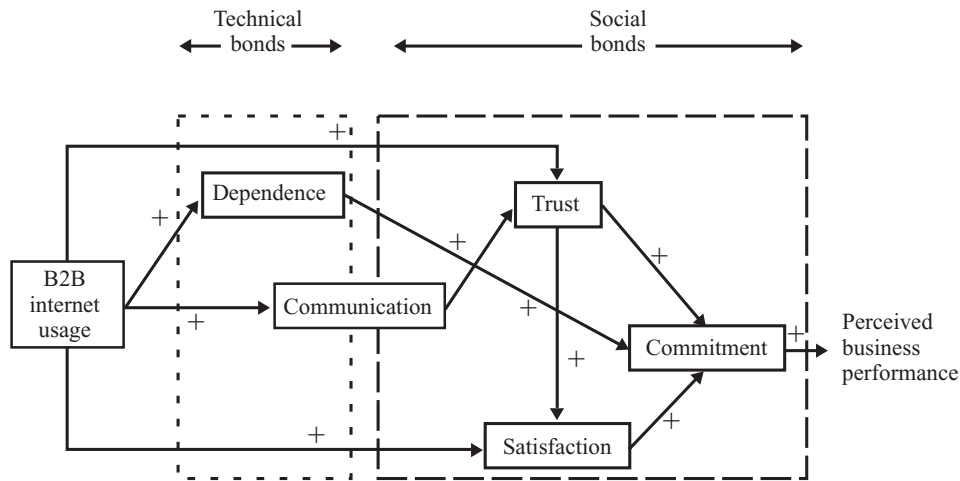 Technical
bonds
Social
bonds
+
Dependence
Trust
+
+
+
B2B
internet
usage
Communication
+
+
Commitment
+
Perceived
business
performance
+
+
+
Satisfaction